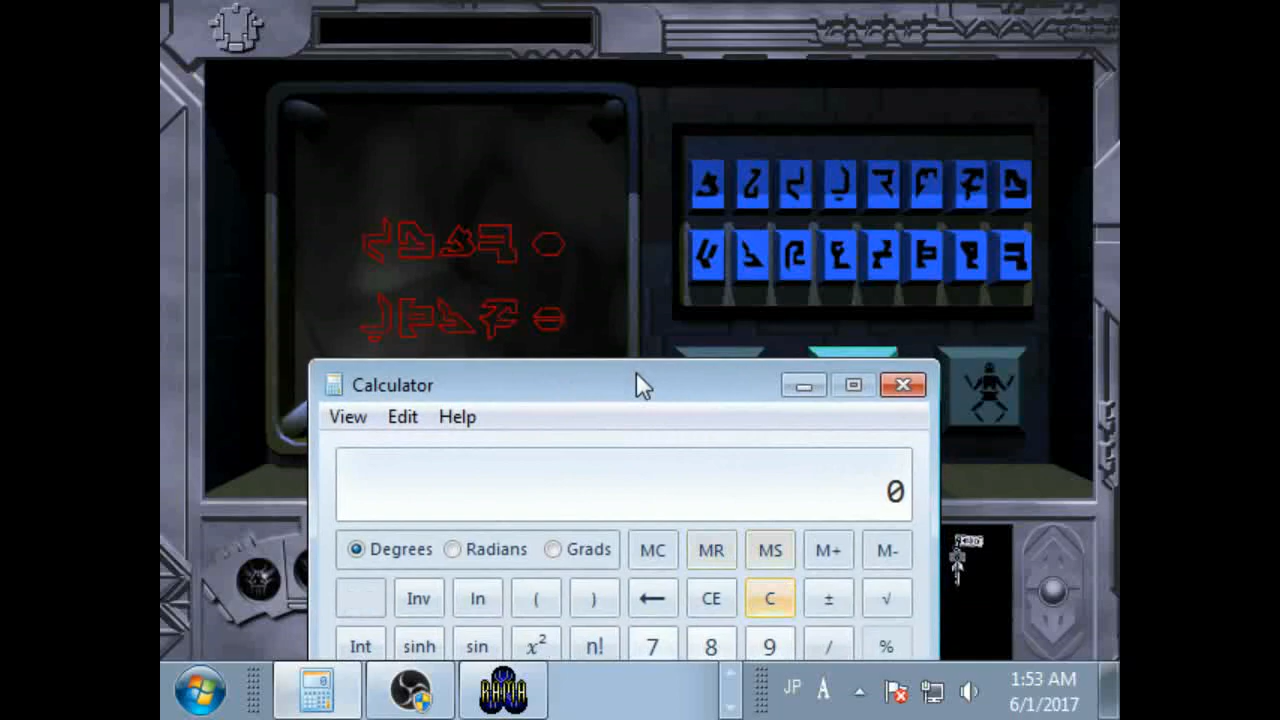 Calculator
View Edit Help
0
Degrees Radians Grads MC MR MS M+ M-
Inv ln ( ) ← CE C ± √
Int sinh sin x² n! 7 8 9 / %
RAMA
JP A
1:53 AM
6/1/2017